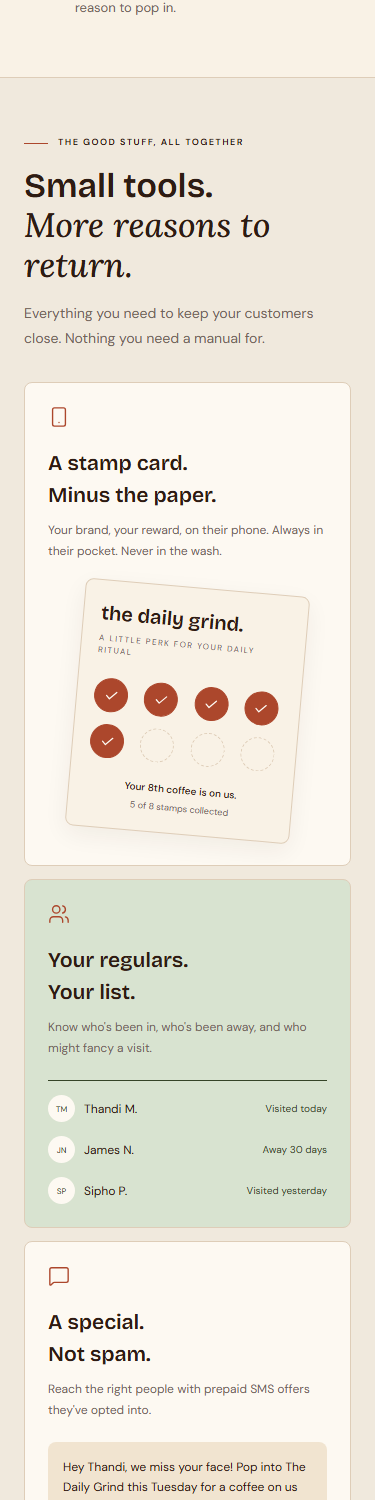 reason to pop in.
THE GOOD STUFF, ALL TOGETHER
Small tools.
More reasons to
return.
Everything you need to keep your customers
close. Nothing you need a manual for.
A stamp card.
Minus the paper.
Your brand, your reward, on their phone. Always in
their pocket. Never in the wash.
the daily grind.
A LITTLE PERK FOR YOUR DAILY
RITUAL
Your 8th coffee is on us.
5 of 8 stamps collected
Your regulars.
Your list.
Know who's been in, who's been away, and who
might fancy a visit.
TM Thandi M. Visited today
JN James N. Away 30 days
SP Sipho P. Visited yesterday
A special.
Not spam.
Reach the right people with prepaid SMS offers
they've opted into.
Hey Thandi, we miss your face! Pop into The
Daily Grind this Tuesday for a coffee on us